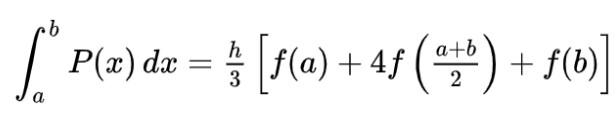 ∫_a^b P(x) dx = h/3 [f(a) + 4f((a+b)/2) + f(b)]